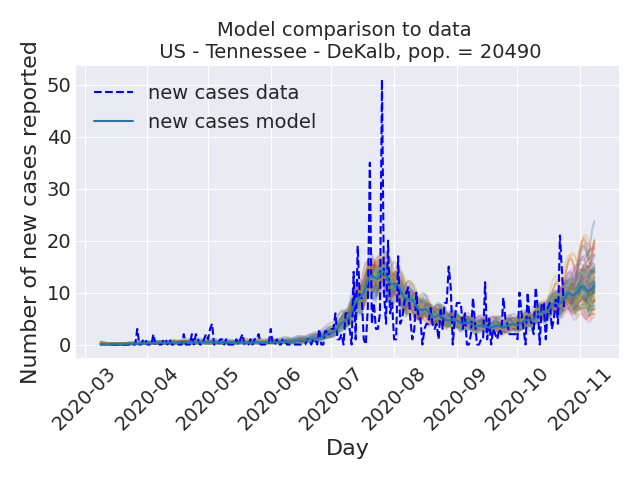 Model comparison to data
US - Tennessee - DeKalb, pop. = 20490
Number of new cases reported
50
40
30
20
10
0
new cases data
new cases model
2020-03
2020-04
2020-05
2020-06
2020-07
2020-08
2020-09
2020-10
2020-11
Day